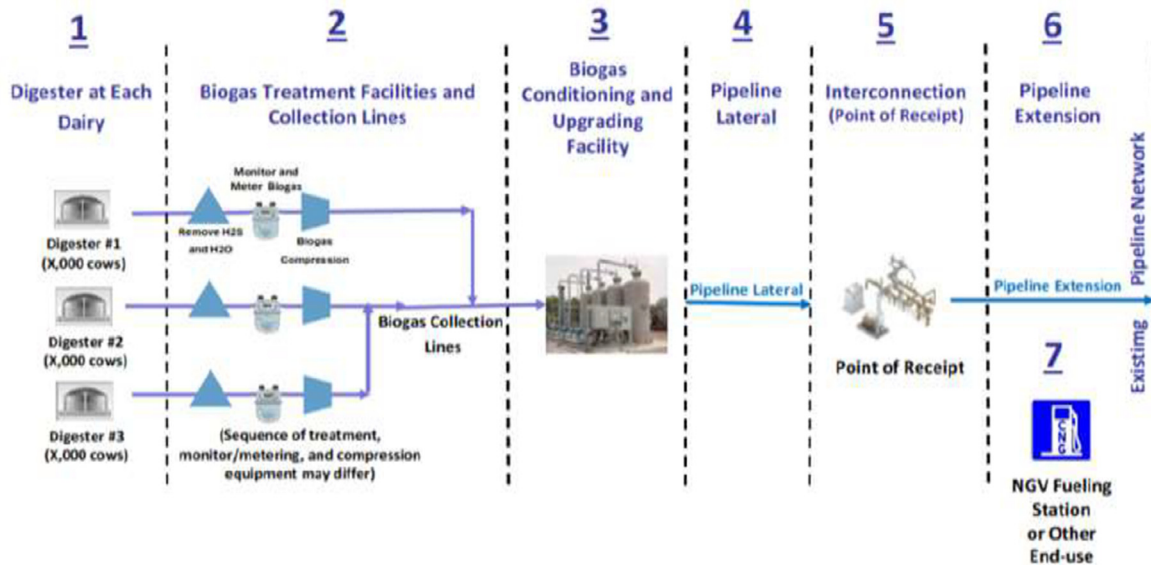 1
Digester at Each
Dairy
2
Biogas Treatment Facilities and
Collection Lines
3
Biogas
Conditioning and
Upgrading
Facility
4
Pipeline
Lateral
5
Interconnection
(Point of Receipt)
6
Pipeline
Extension
Monitor and
Meter Biogas
Remove H2S
and H2O
Biogas
Compression
Digester #1
(X,000 cows)
Digester #2
(X,000 cows)
Digester #3
(X,000 cows)
Biogas Collection
Lines
(Sequence of treatment,
monitor/metering, and compression
equipment may differ)
Pipeline Lateral
Point of Receipt
Pipeline Extension
Existimg Pipeline Network
7
CNG
NGV Fueling
Station
or Other
End-use